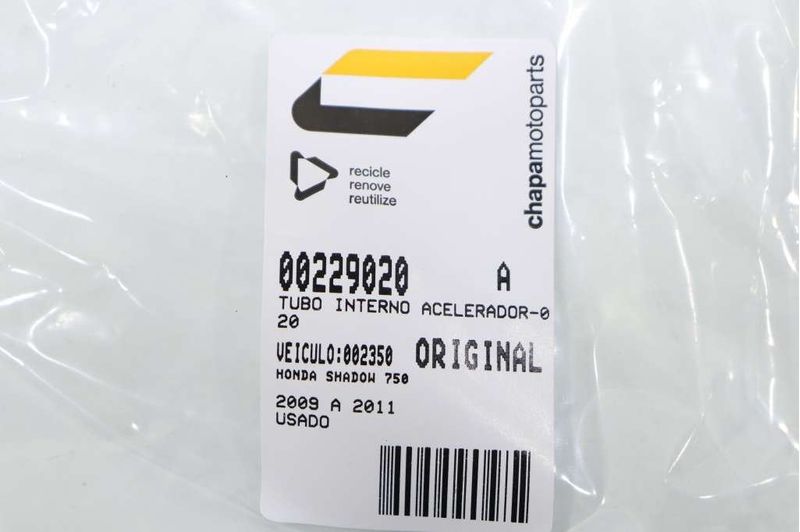 chapamotoparts
recicle
renove
reutilize
00229020 A
TUBO INTERNO ACELERADOR-0
20
VEICULO:002350 ORIGINAL
HONDA SHADOW 750
2009 A 2011
USADO